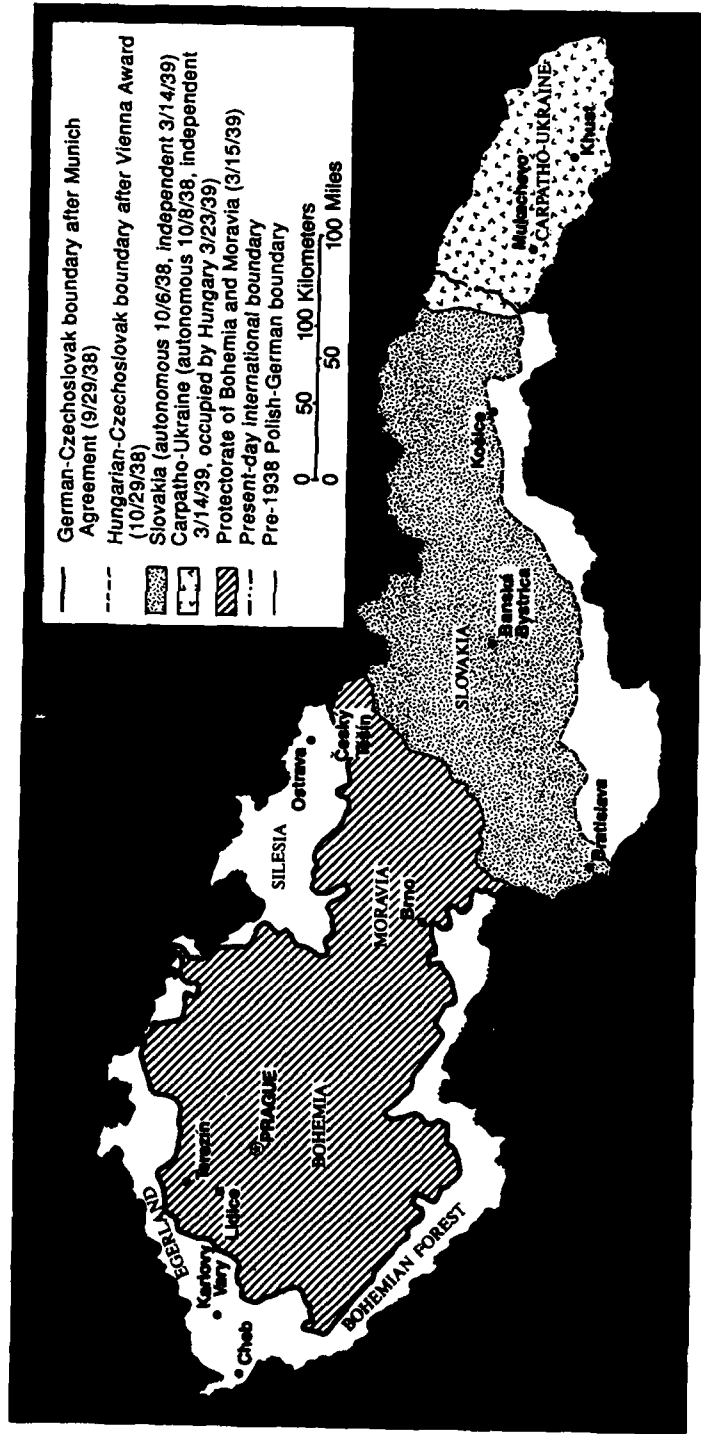 German-Czechoslovak boundary after Munich
Agreement (9/29/38)
Hungarian-Czechoslovak boundary after Vienna Award
(10/29/38)
Slovakia (autonomous 10/6/38, independent 3/14/39)
Carpatho-Ukraine (autonomous 10/8/38, independent
3/14/39, occupied by Hungary 3/23/39)
Protectorate of Bohemia and Moravia (3/15/39)
Present-day international boundary
Pre-1938 Polish-German boundary
0 50 100 Kilometers
0 50 100 Miles
EGERLAND
Cheb
Karlovy
Vary
Terezín
Lidice
PRAGUE
BOHEMIA
BOHEMIAN FOREST
SILESIA
Ostrava
Český
Těšín
MORAVIA
Brno
SLOVAKIA
Banská
Bystrica
Bratislava
Košice
Mukachevo
CARPATHO-UKRAINE
Khust